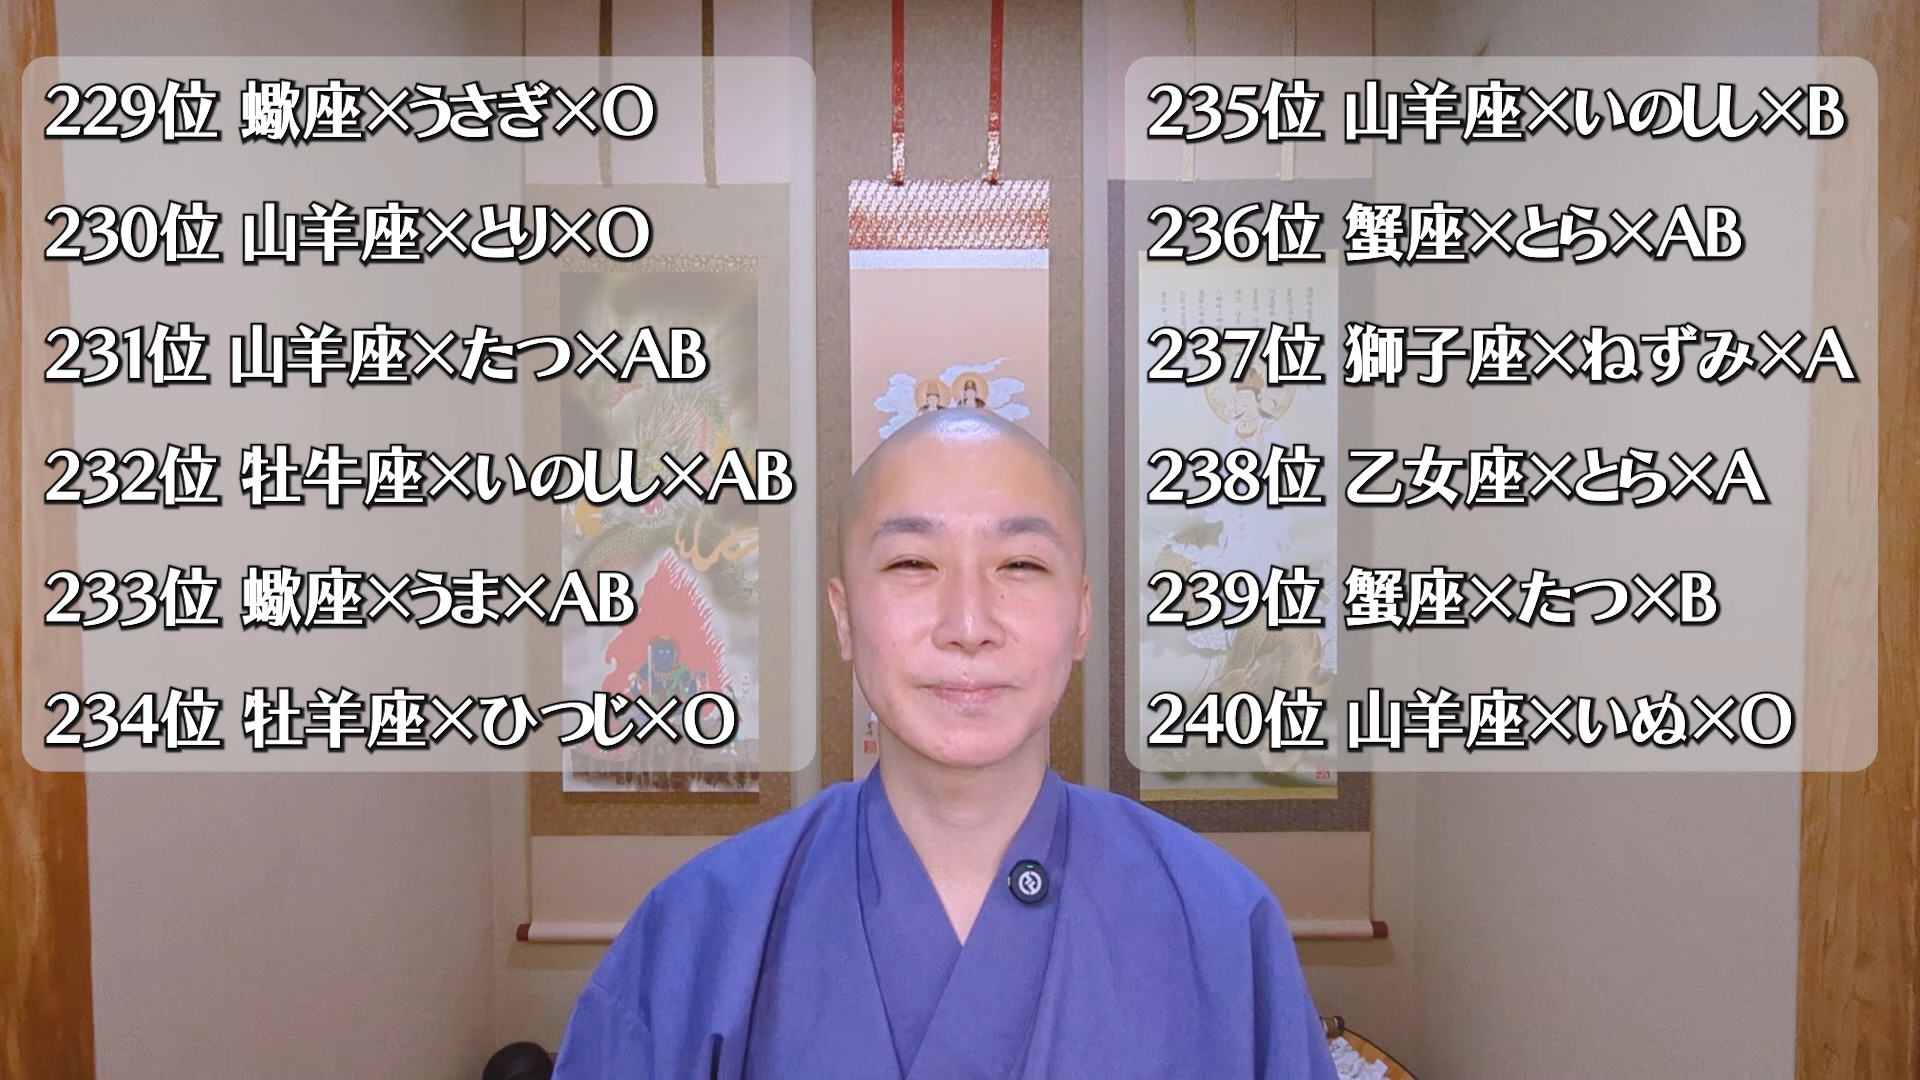 229位 蠍座×うさぎ×O
230位 山羊座×とり×O
231位 山羊座×たつ×AB
232位 牡牛座×いのしし×AB
233位 蠍座×うま×AB
234位 牡羊座×ひつじ×O
235位 山羊座×いのしし×B
236位 蟹座×とら×AB
237位 獅子座×ねずみ×A
238位 乙女座×とら×A
239位 蟹座×たつ×B
240位 山羊座×いぬ×O